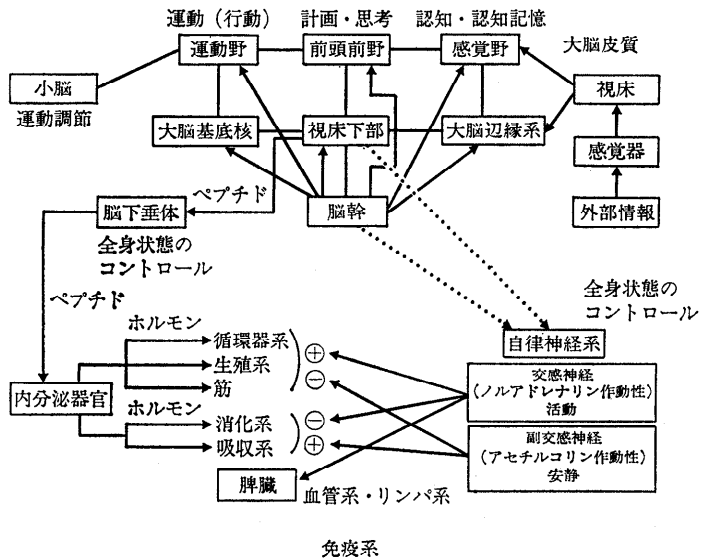 運動（行動）　計画・思考　認知・認知記憶
運動野　前頭前野　感覚野　大脳皮質
小脳　視床
運動調節
大脳基底核　視床下部　大脳辺縁系
感覚器
ペプチド
脳下垂体　脳幹　外部情報
全身状態の
コントロール
全身状態の
コントロール
ペプチド
ホルモン
自律神経系
循環器系　＋
生殖系
筋　－
内分泌器官
ホルモン
消化系　－
吸収系　＋
交感神経
（ノルアドレナリン作動性）
活動
副交感神経
（アセチルコリン作動性）
安静
脾臓　血管系・リンパ系
免疫系